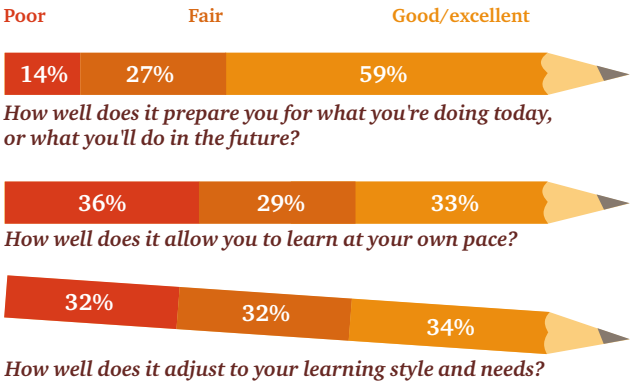 Poor Fair Good/excellent
14% 27% 59%
How well does it prepare you for what you're doing today,
or what you'll do in the future?
36% 29% 33%
How well does it allow you to learn at your own pace?
32% 32% 34%
How well does it adjust to your learning style and needs?